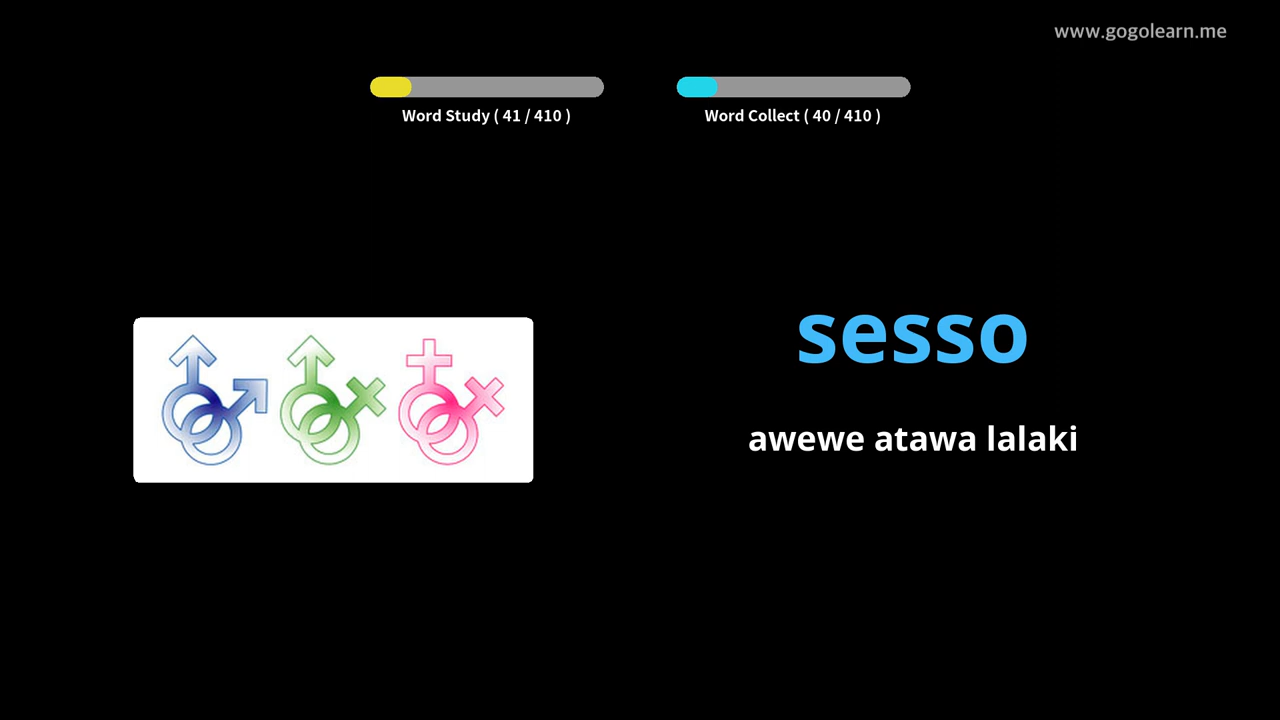 www.gogolearn.me
Word Study ( 41 / 410 )
Word Collect ( 40 / 410 )
sesso
awewe atawa lalaki